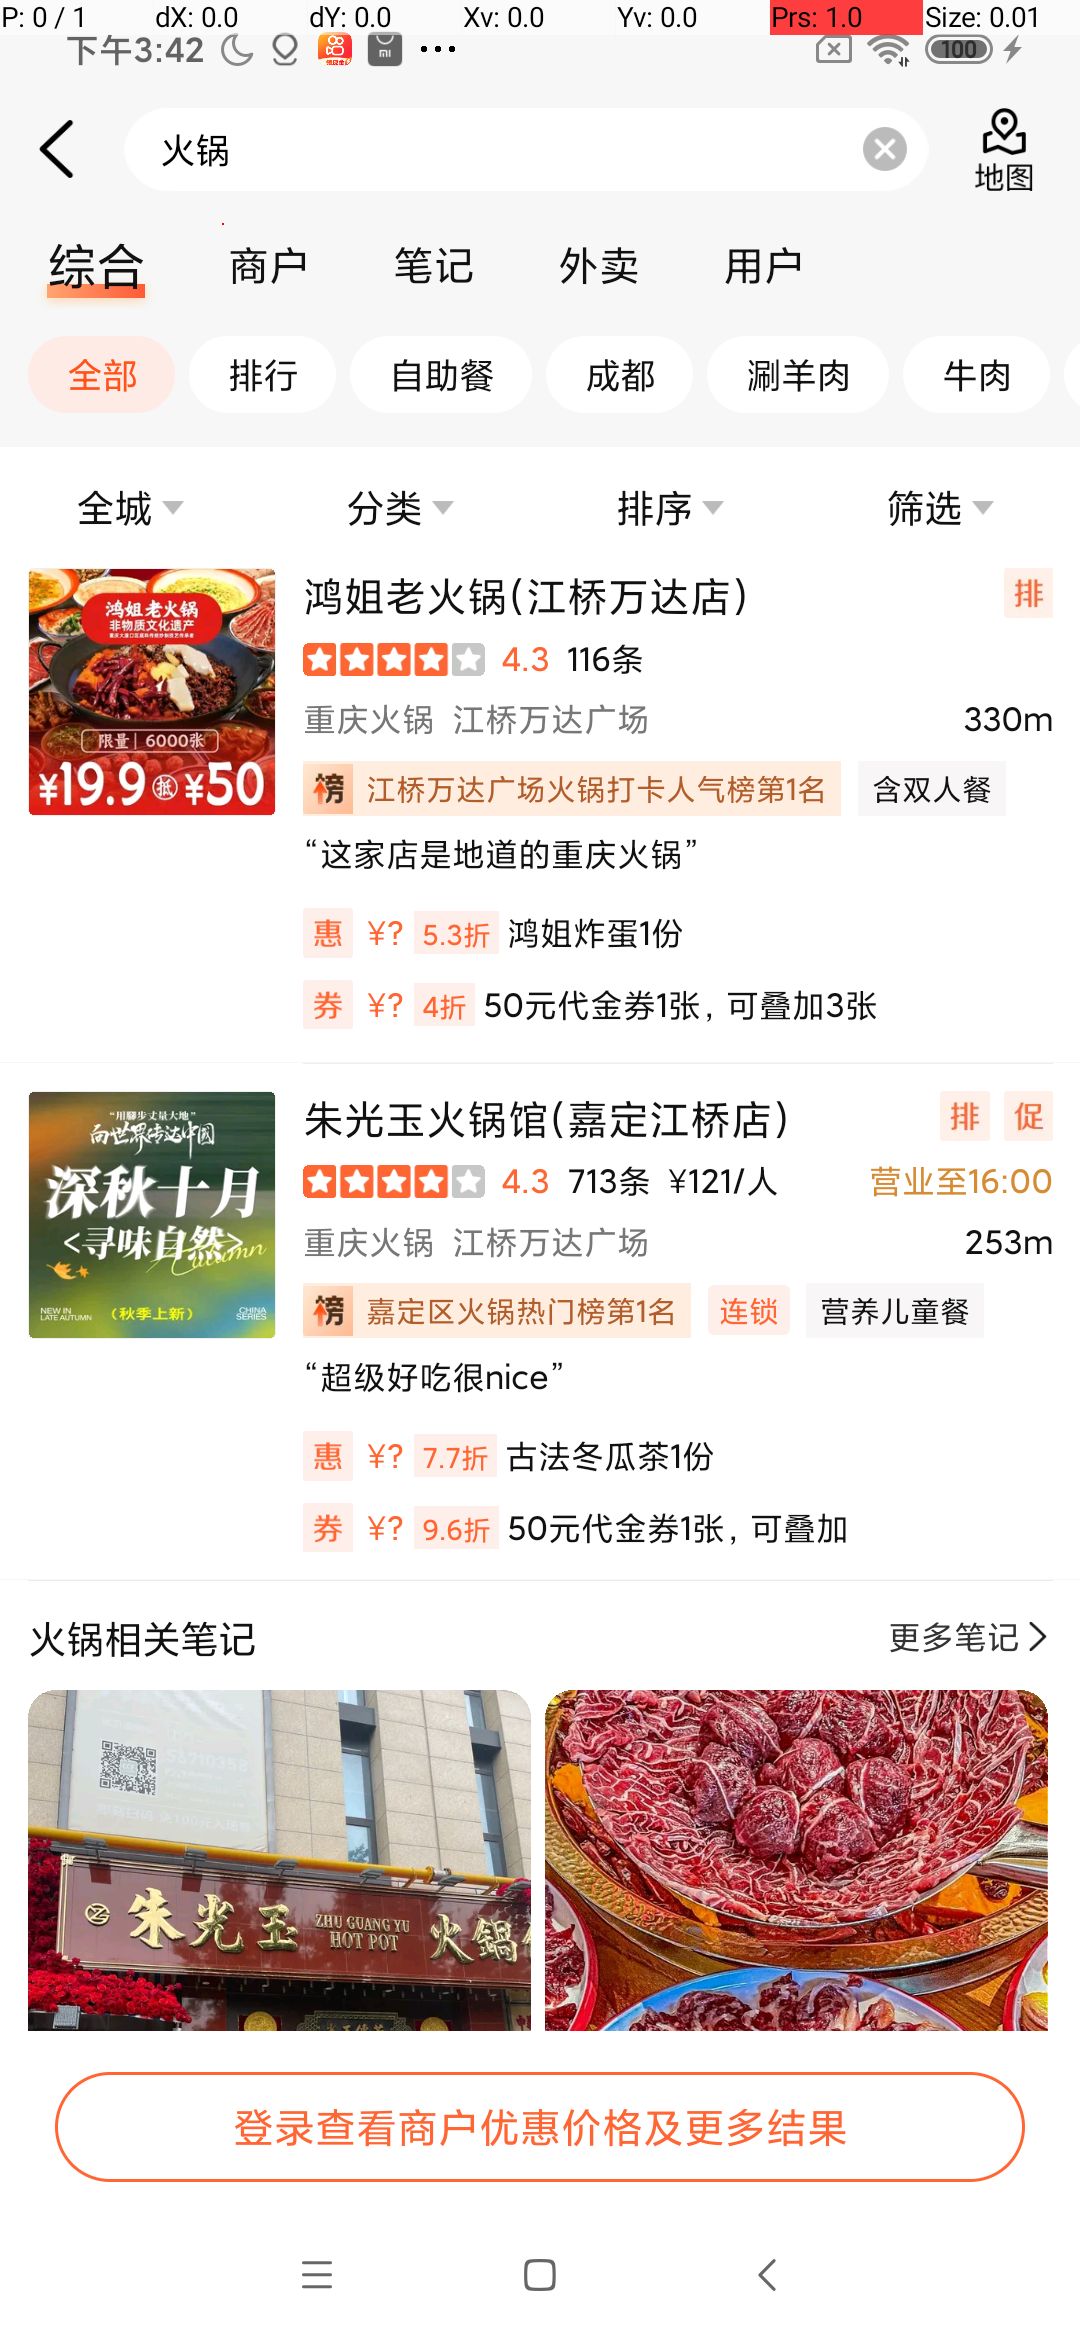 P: 0 / 1 dX: 0.0 dY: 0.0 Xv: 0.0 Yv: 0.0 Prs: 1.0 Size: 0.01
下午3:42 100
火锅
地图
综合 商户 笔记 外卖 用户
全部 排行 自助餐 成都 涮羊肉 牛肉
全城 分类 排序 筛选
鸿姐老火锅
非物质文化遗产
限量 6000张
¥19.9 抵 ¥50
鸿姐老火锅(江桥万达店) 排
4.3 116条
重庆火锅 江桥万达广场 330m
榜 江桥万达广场火锅打卡人气榜第1名 含双人餐
“这家店是地道的重庆火锅”
惠 ¥? 5.3折 鸿姐炸蛋1份
券 ¥? 4折 50元代金券1张，可叠加3张
“用腳步丈量大地”
向世界传达中國
深秋十月
<寻味自然>
Autumn
NEW IN
LATE AUTUMN
（秋季上新）
CHINA
SERIES
朱光玉火锅馆(嘉定江桥店) 排 促
4.3 713条 ¥121/人 营业至16:00
重庆火锅 江桥万达广场 253m
榜 嘉定区火锅热门榜第1名 连锁 营养儿童餐
“超级好吃很nice”
惠 ¥? 7.7折 古法冬瓜茶1份
券 ¥? 9.6折 50元代金券1张，可叠加
火锅相关笔记 更多笔记
朱光玉 ZHU GUANG YU
HOT POT 火锅
登录查看商户优惠价格及更多结果